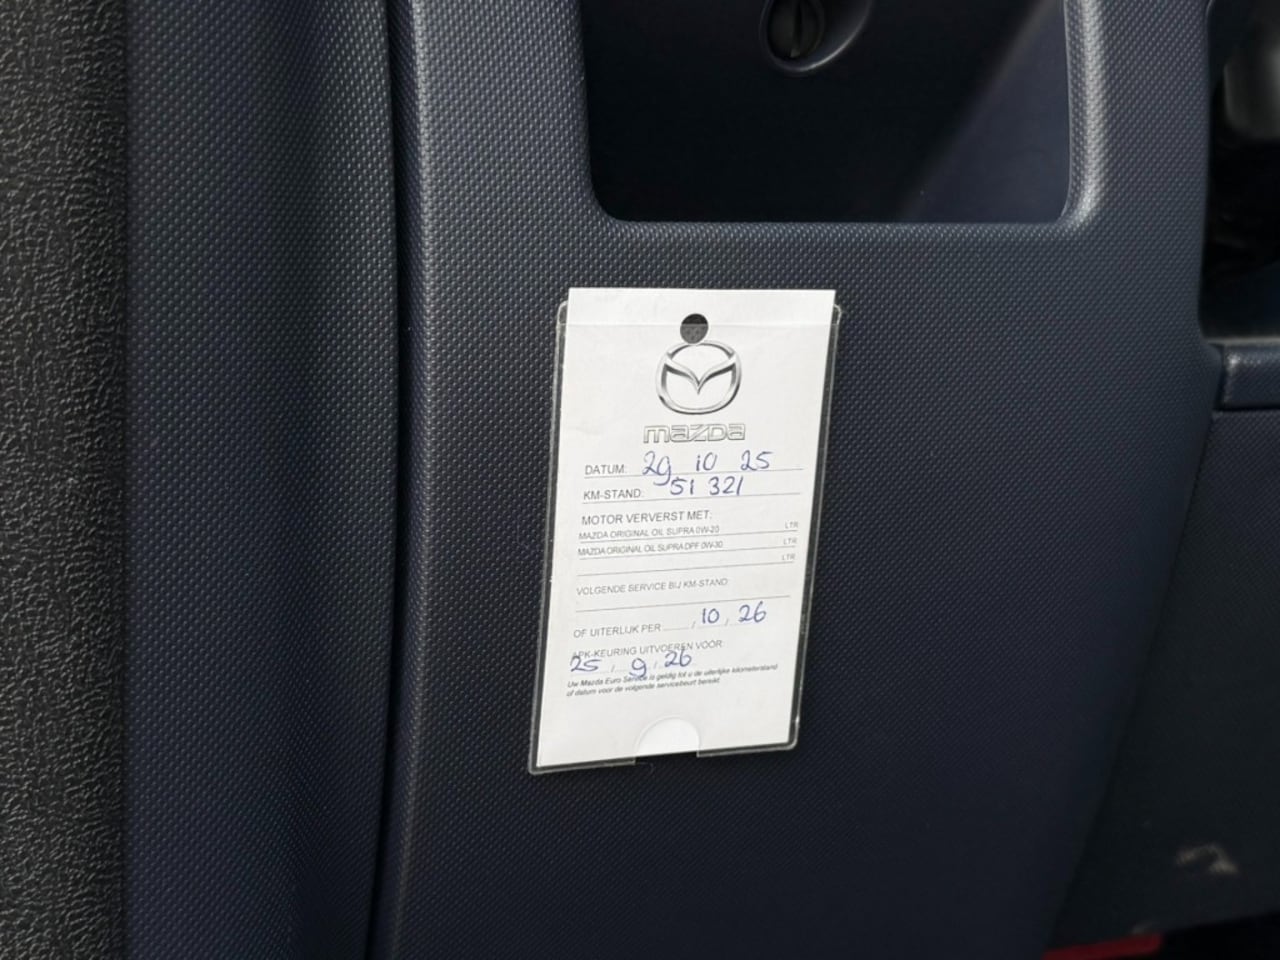 mazda
DATUM: 29 10 25
KM-STAND: 51 321
MOTOR VERVERST MET:
MAZDA ORIGINAL OIL SUPRA 0W-20 LTR
MAZDA ORIGINAL OIL SUPRA DPF 0W-30 LTR
LTR
VOLGENDE SERVICE BIJ KM-STAND:
OF UITERLIJK PER ...... / 10 / 26
APK-KEURING UITVOEREN VOOR:
25 / 9 / 26
Uw Mazda Euro Service is geldig tot u de uiterlijke kilometerstand
of datum voor de volgende servicebeurt bereikt.